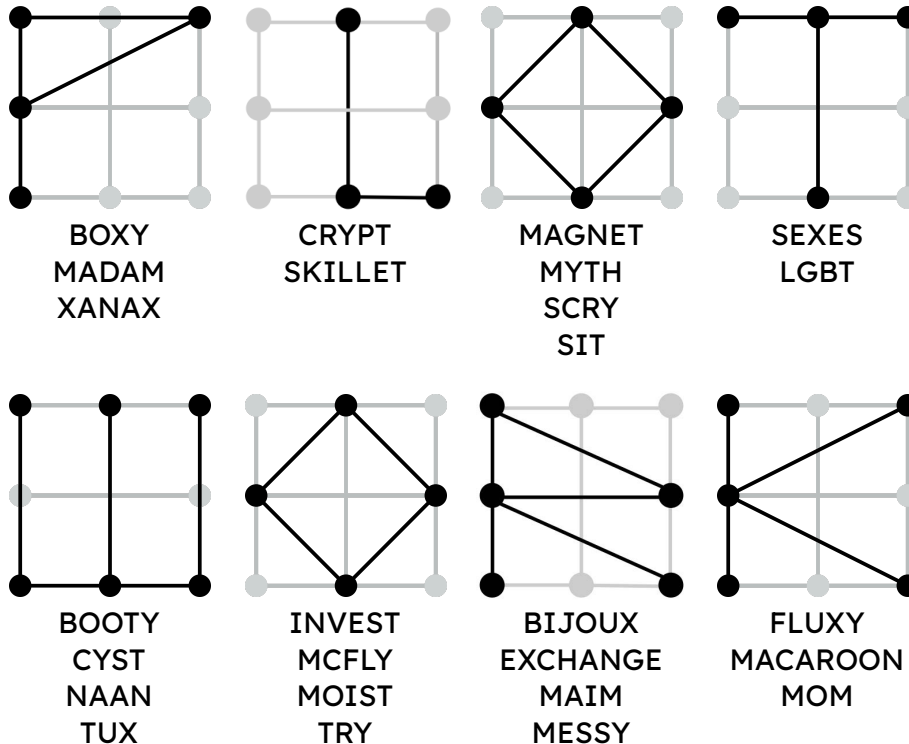 BOXY
MADAM
XANAX
CRYPT
SKILLET
MAGNET
MYTH
SCRY
SIT
SEXES
LGBT
BOOTY
CYST
NAAN
TUX
INVEST
MCFLY
MOIST
TRY
BIJOUX
EXCHANGE
MAIM
MESSY
FLUXY
MACAROON
MOM